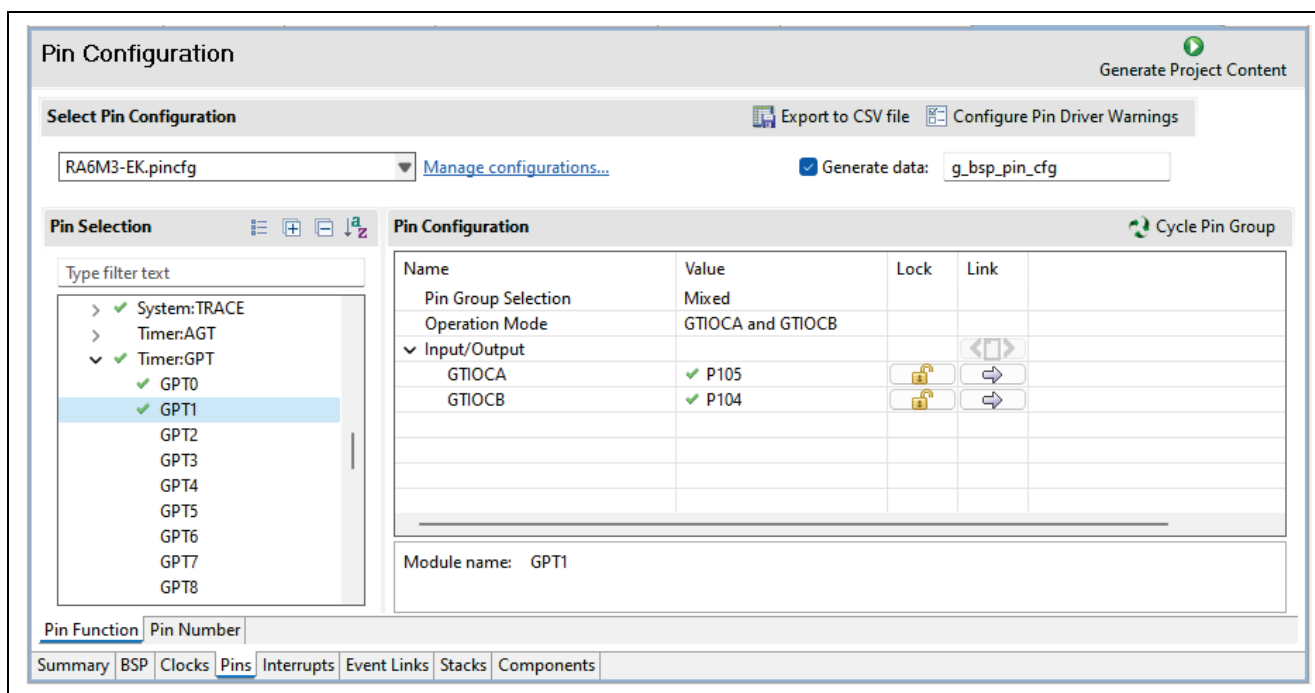 Pin Configuration
Generate Project Content
Select Pin Configuration
Export to CSV file
Configure Pin Driver Warnings
RA6M3-EK.pincfg
Manage configurations...
Generate data:
g_bsp_pin_cfg
Pin Selection
Type filter text
System:TRACE
Timer:AGT
Timer:GPT
GPT0
GPT1
GPT2
GPT3
GPT4
GPT5
GPT6
GPT7
GPT8
Pin Configuration
Cycle Pin Group
Name Value Lock Link
Pin Group Selection Mixed
Operation Mode GTIOCA and GTIOCB
Input/Output
GTIOCA P105
GTIOCB P104
Module name: GPT1
Pin Function Pin Number
Summary BSP Clocks Pins Interrupts Event Links Stacks Components